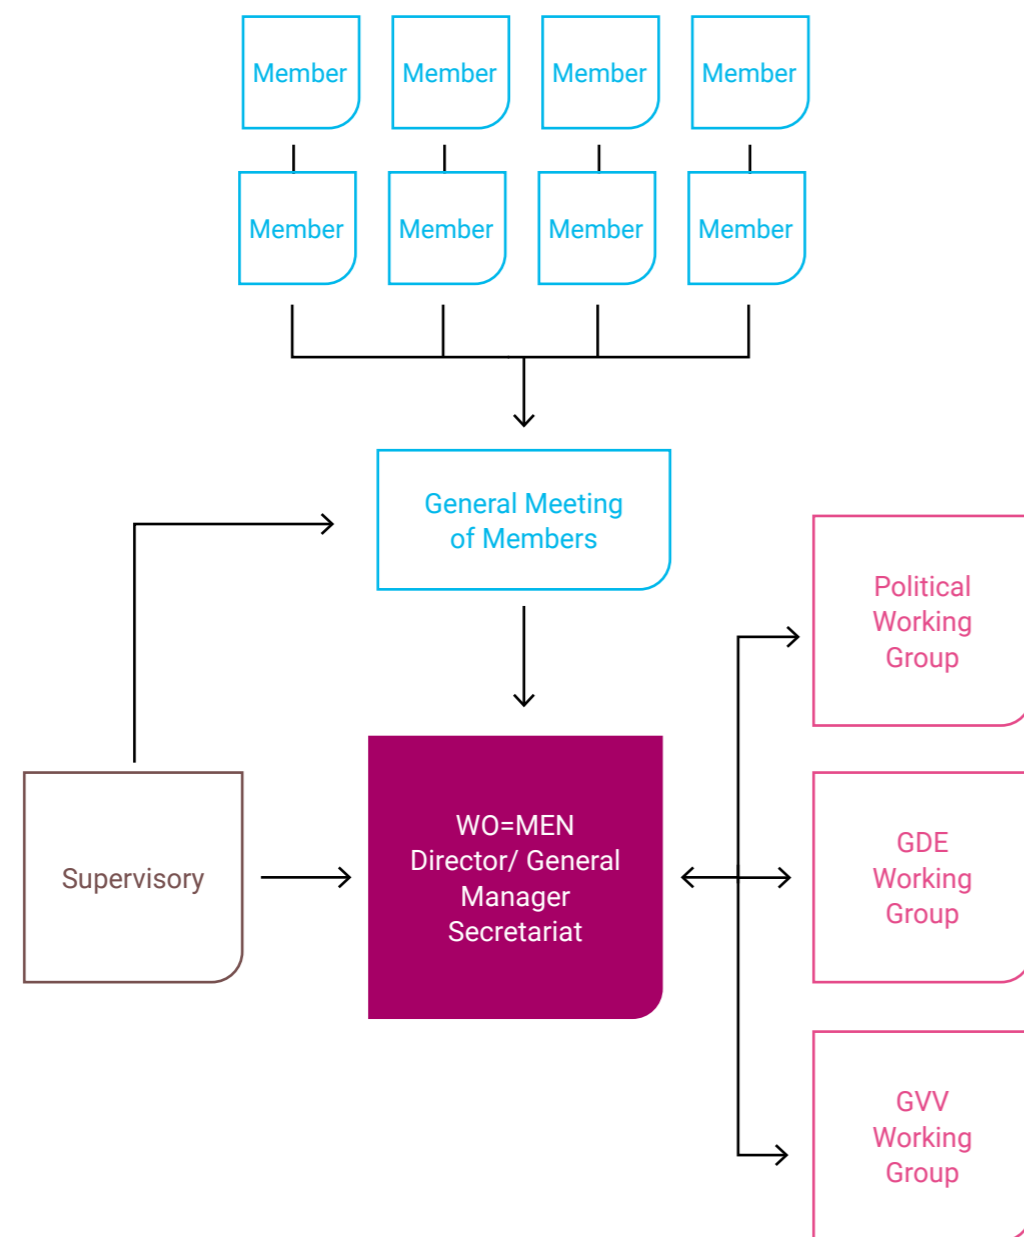 Member
Member
Member
Member
Member
Member
Member
Member
General Meeting
of Members
Political
Working
Group
Supervisory
WO=MEN
Director/ General
Manager
Secretariat
GDE
Working
Group
GVV
Working
Group